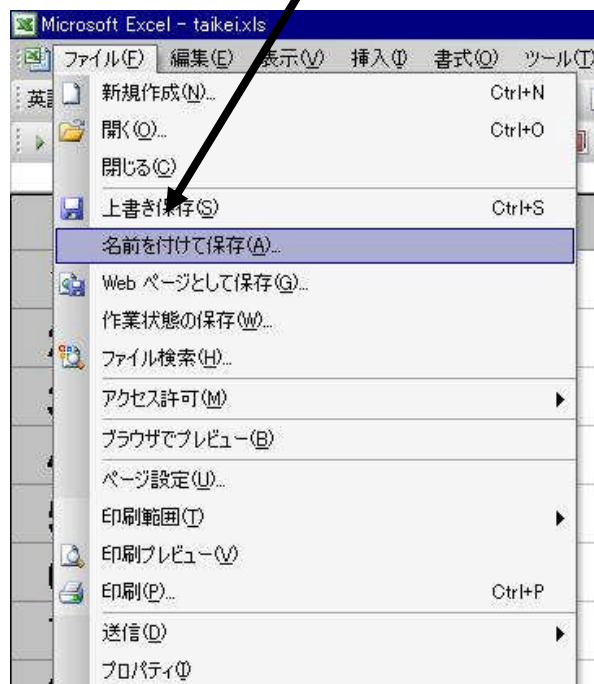 Microsoft Excel - taikei.xls
ファイル(F) 編集(E) 表示(V) 挿入(I) 書式(O) ツール(T)
英
新規作成(N)... Ctrl+N
開く(O)... Ctrl+O
閉じる(C)
上書き保存(S) Ctrl+S
名前を付けて保存(A)...
Web ページとして保存(G)...
作業状態の保存(W)...
ファイル検索(H)...
アクセス許可(M)
ブラウザでプレビュー(B)
ページ設定(U)...
印刷範囲(T)
印刷プレビュー(V)
印刷(P)... Ctrl+P
送信(D)
プロパティ(I)